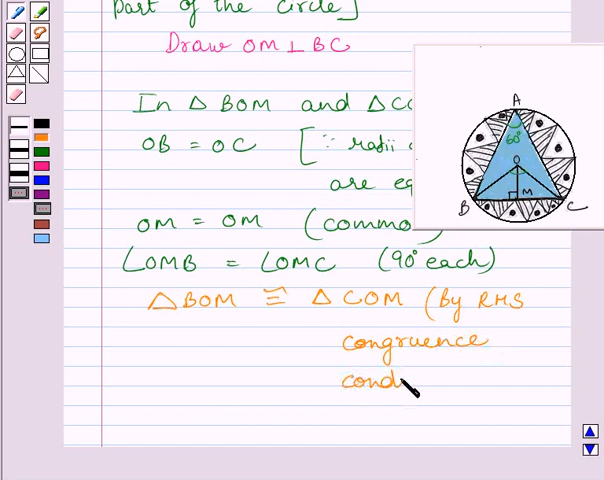 part of the circle]
Draw OM ⊥ BC
In △ BOM and △ CO
OB = OC [∵ radii
are eq
OM = OM (common)
∠OMB = ∠OMC (90° each)
△ BOM ≅ △ COM (By RHS
congruence
cond
A
60°
O
B
M
C